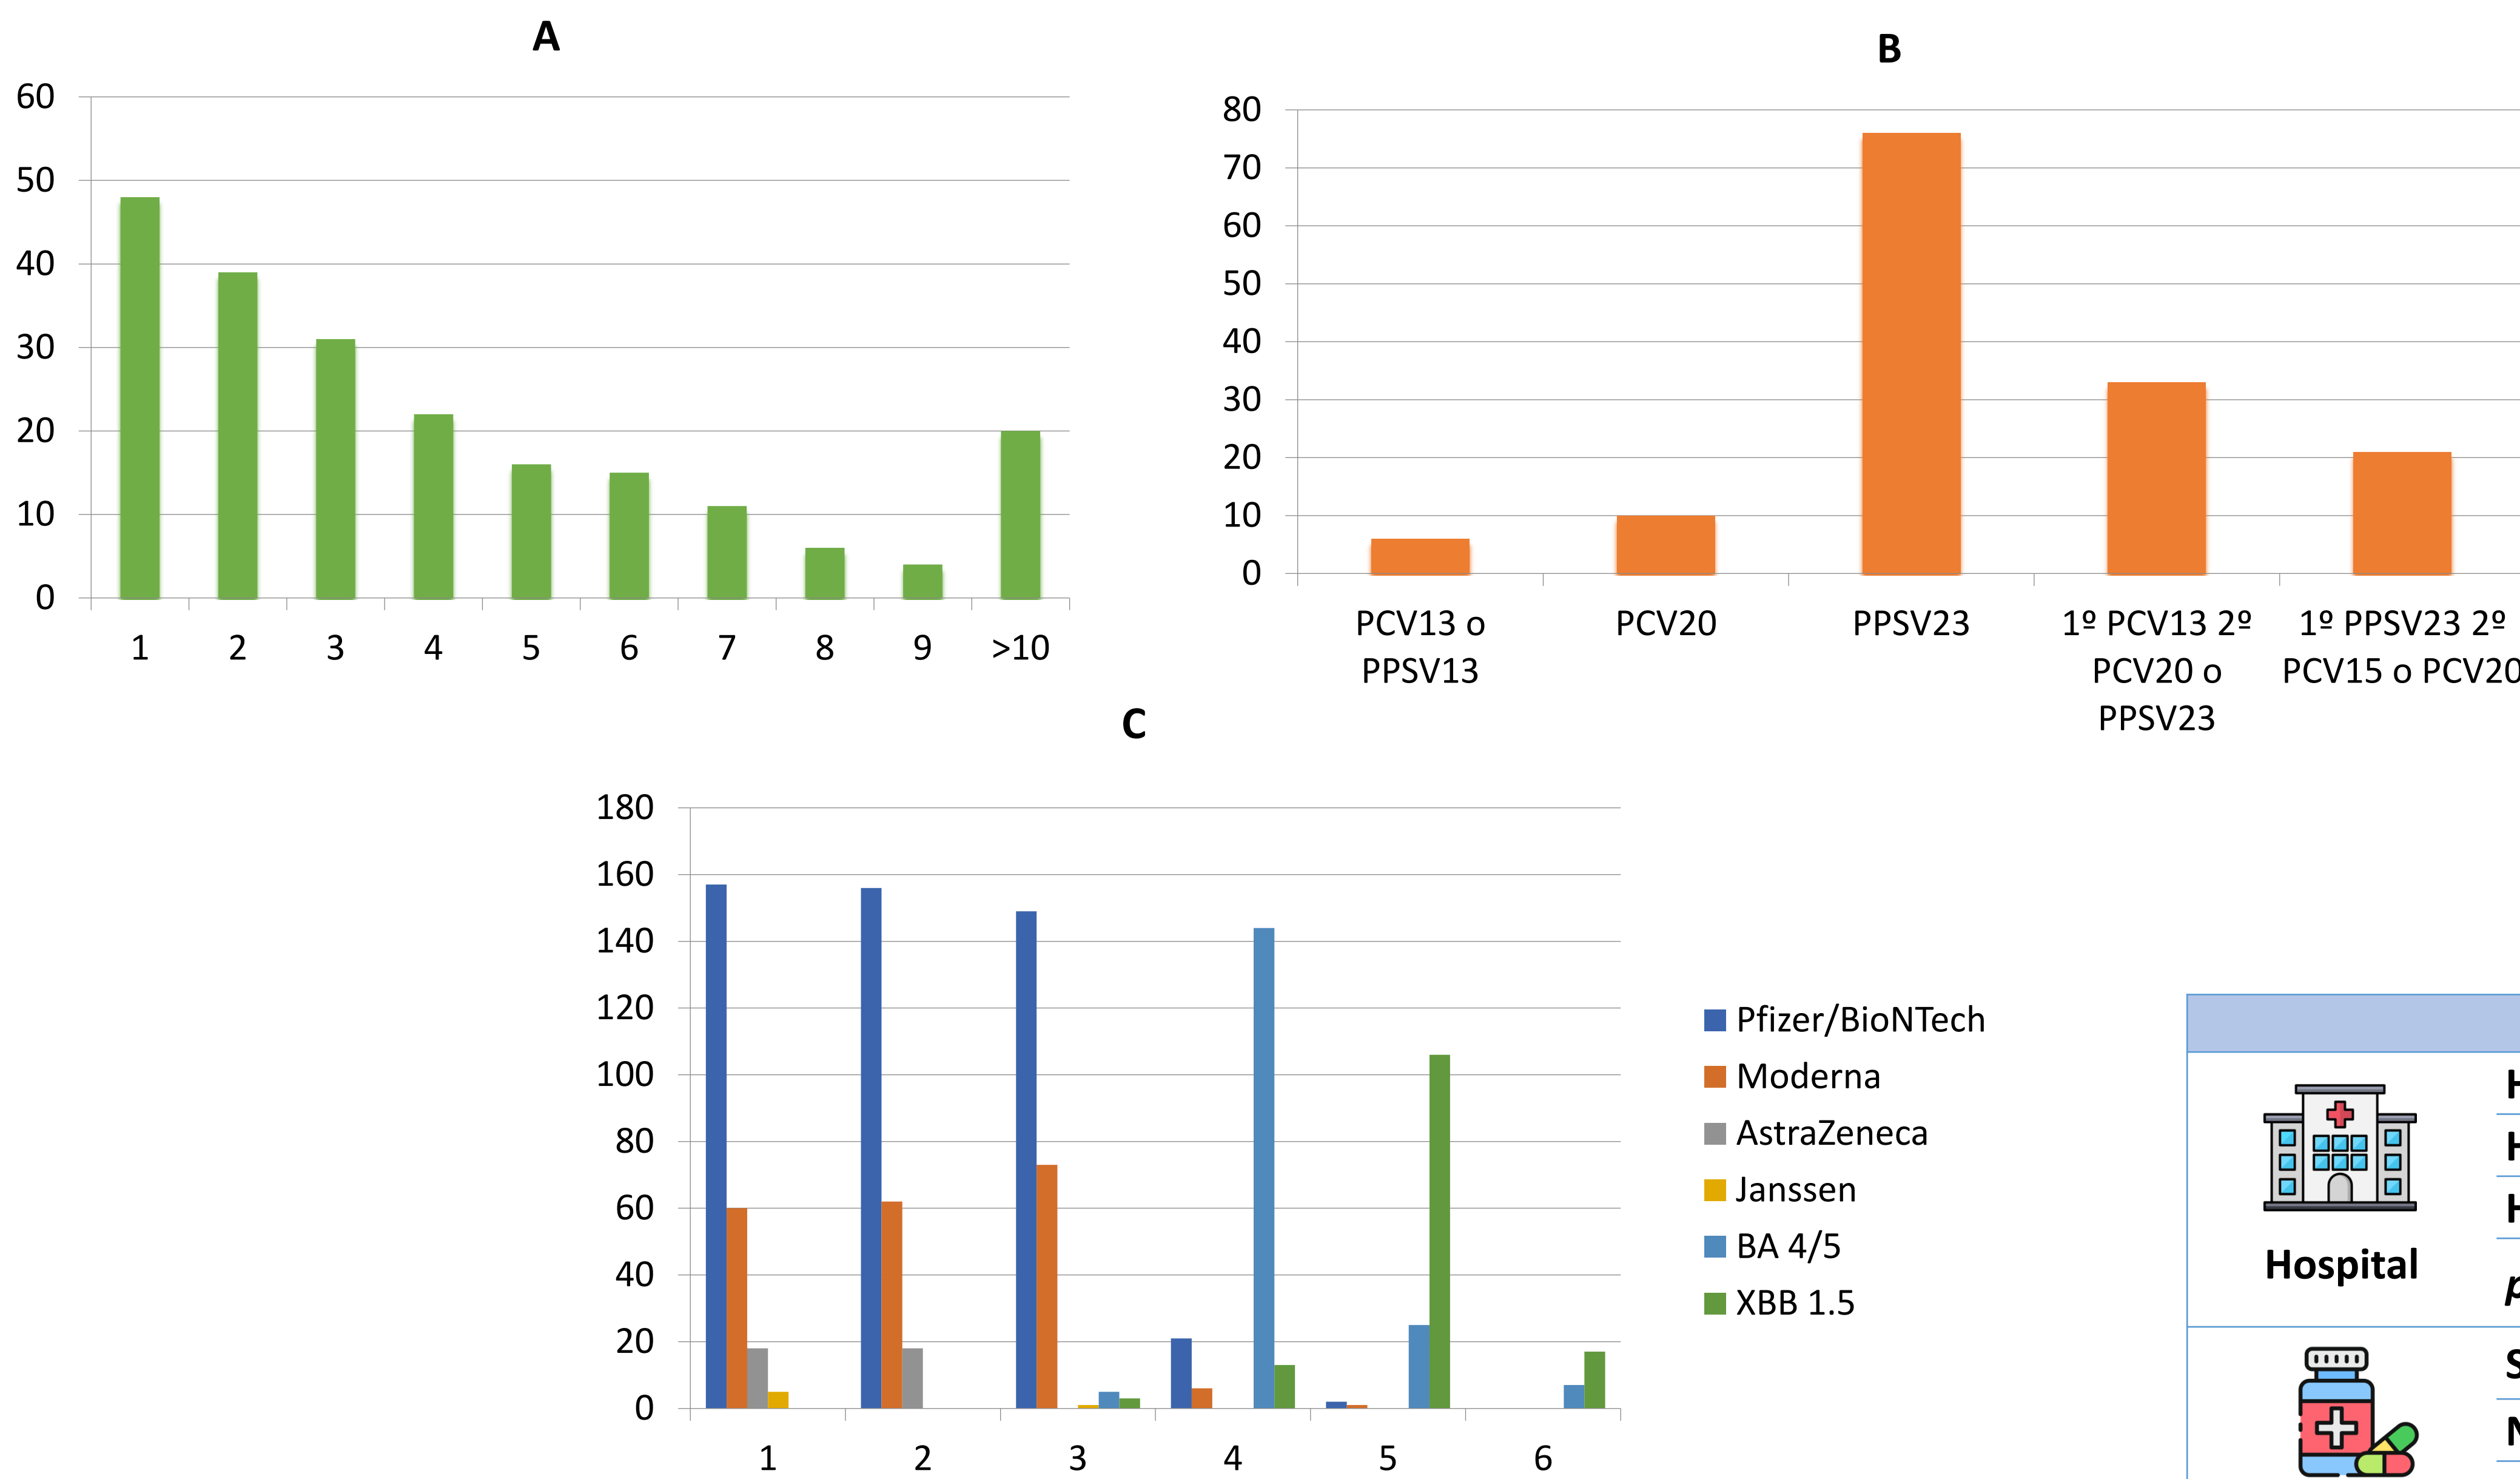 A
60
50
40
30
20
10
0
1 2 3 4 5 6 7 8 9 >10
B
80
70
60
50
40
30
20
10
0
PCV13 o PCV20 PPSV23 1º PCV13 2º 1º PPSV23 2º
PPSV13 PCV20 o PCV15 o PCV20
PPSV23
C
180
160
140
120
100
80
60
40
20
0
1 2 3 4 5 6
Pfizer/BioNTech
Moderna
AstraZeneca
Janssen
BA 4/5
XBB 1.5
Hospital